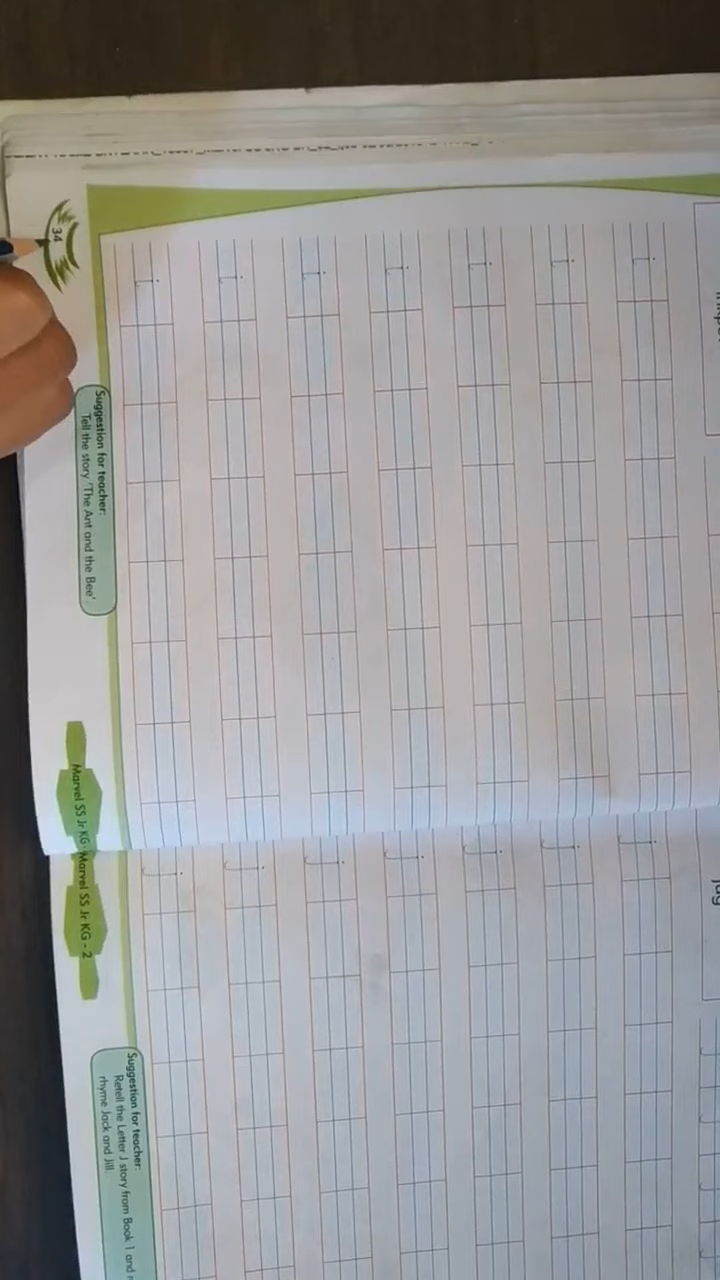 i
i
i
i
i
i
i
Suggestion for teacher:
Tell the story 'The Ant and the Bee'.
34
Marvel SS Jr KG
j
j
j
j
j
j
j
Suggestion for teacher:
Retell the Letter J story from Book 1 and
rhyme Jack and Jill.
Marvel SS Jr KG - 2